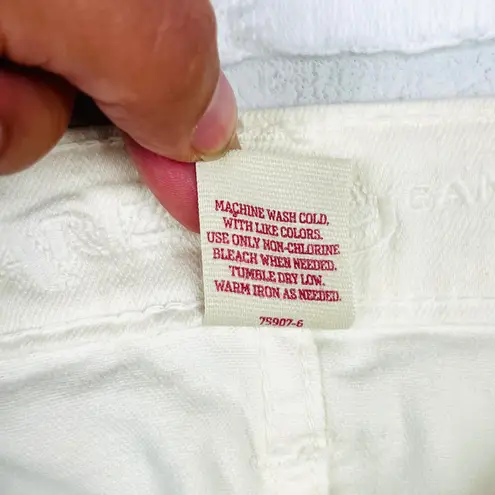 MACHINE WASH COLD,
WITH LIKE COLORS.
USE ONLY NON-CHLORINE
BLEACH WHEN NEEDED.
TUMBLE DRY LOW.
WARM IRON AS NEEDED.
75907-6